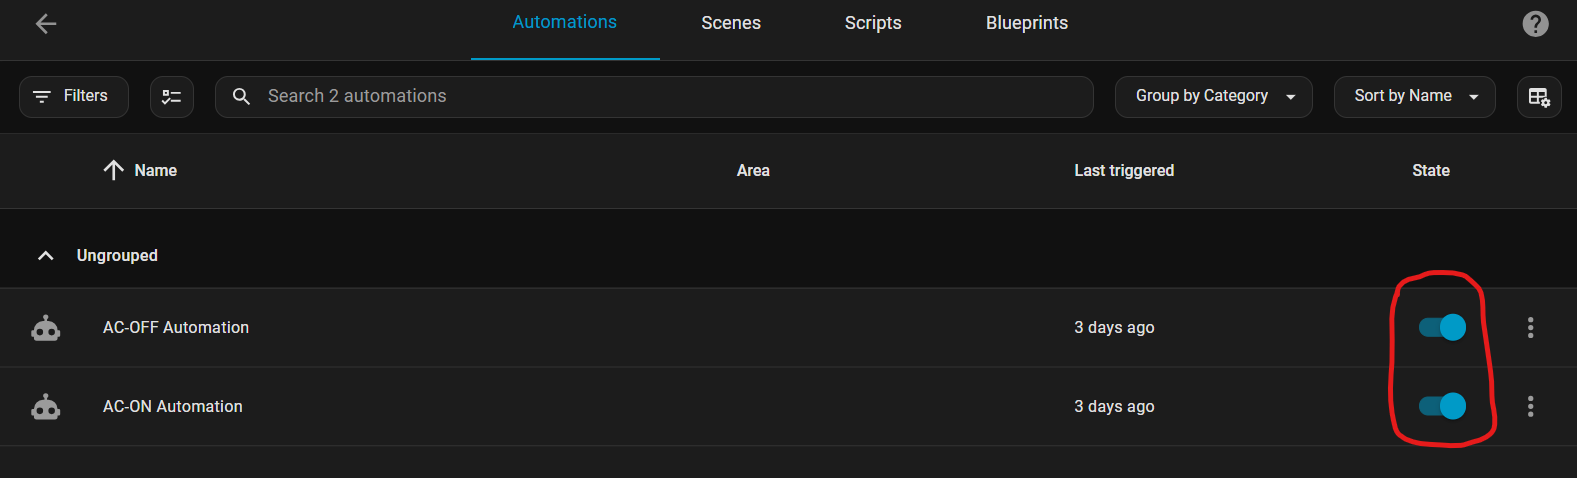 Automations Scenes Scripts Blueprints
Filters Search 2 automations Group by Category Sort by Name
Name Area Last triggered State
Ungrouped
AC-OFF Automation 3 days ago
AC-ON Automation 3 days ago